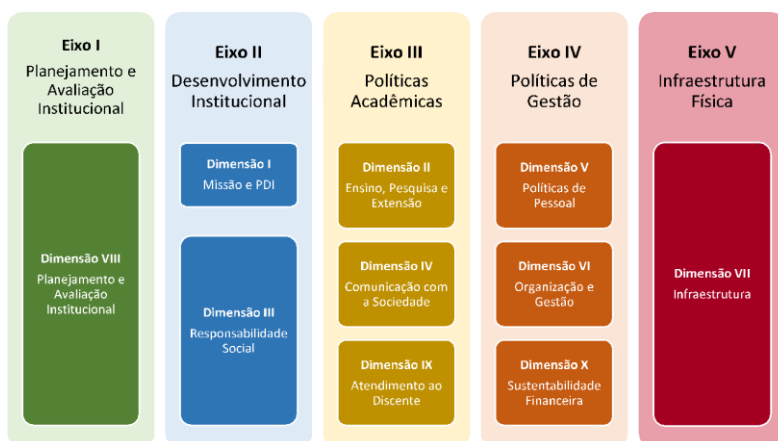 Eixo I
Planejamento e
Avaliação
Institucional
Dimensão VIII
Planejamento e
Avaliação
Institucional
Eixo II
Desenvolvimento
Institucional
Dimensão I
Missão e PDI
Dimensão III
Responsabilidade
Social
Eixo III
Políticas
Acadêmicas
Dimensão II
Ensino, Pesquisa e
Extensão
Dimensão IV
Comunicação com
a Sociedade
Dimensão IX
Atendimento ao
Discente
Eixo IV
Políticas de
Gestão
Dimensão V
Políticas de
Pessoal
Dimensão VI
Organização e
Gestão
Dimensão X
Sustentabilidade
Financeira
Eixo V
Infraestrutura
Física
Dimensão VII
Infraestrutura